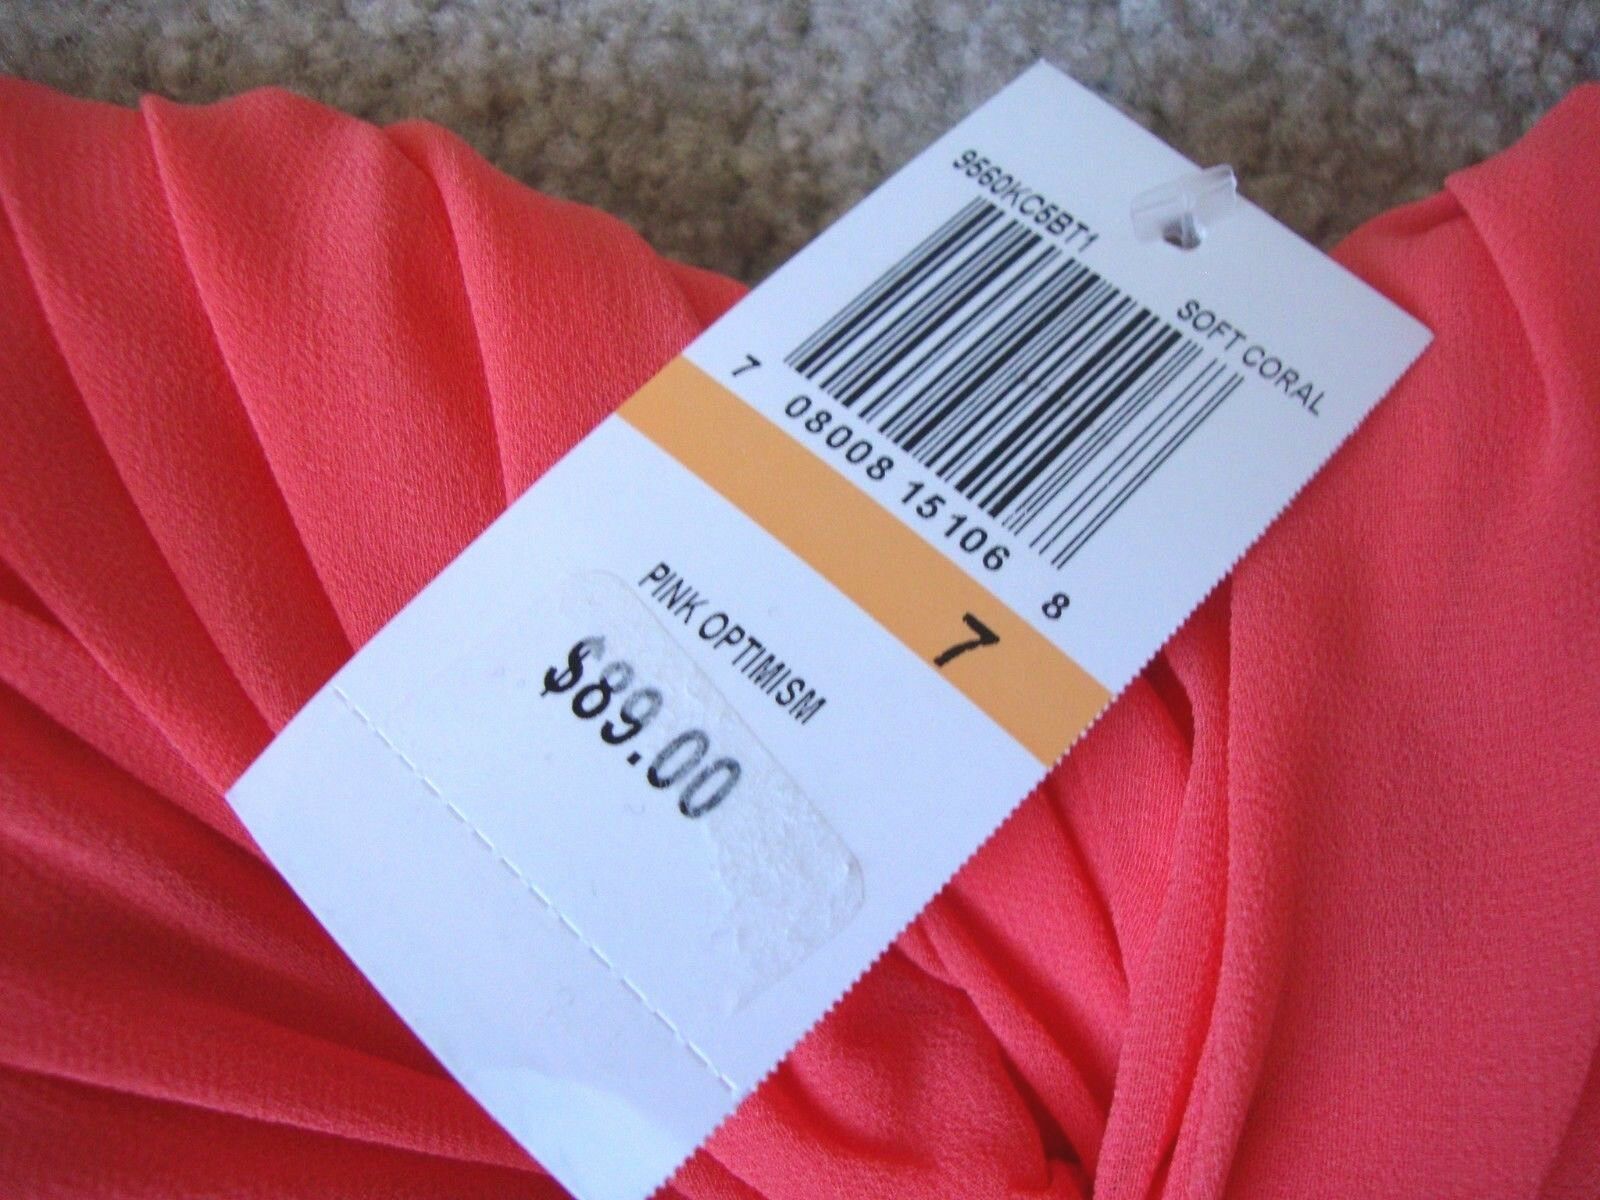 9560KC5BT1
SOFT CORAL
7 08008 15106 8
7
PINK OPTIMISM
$89.00